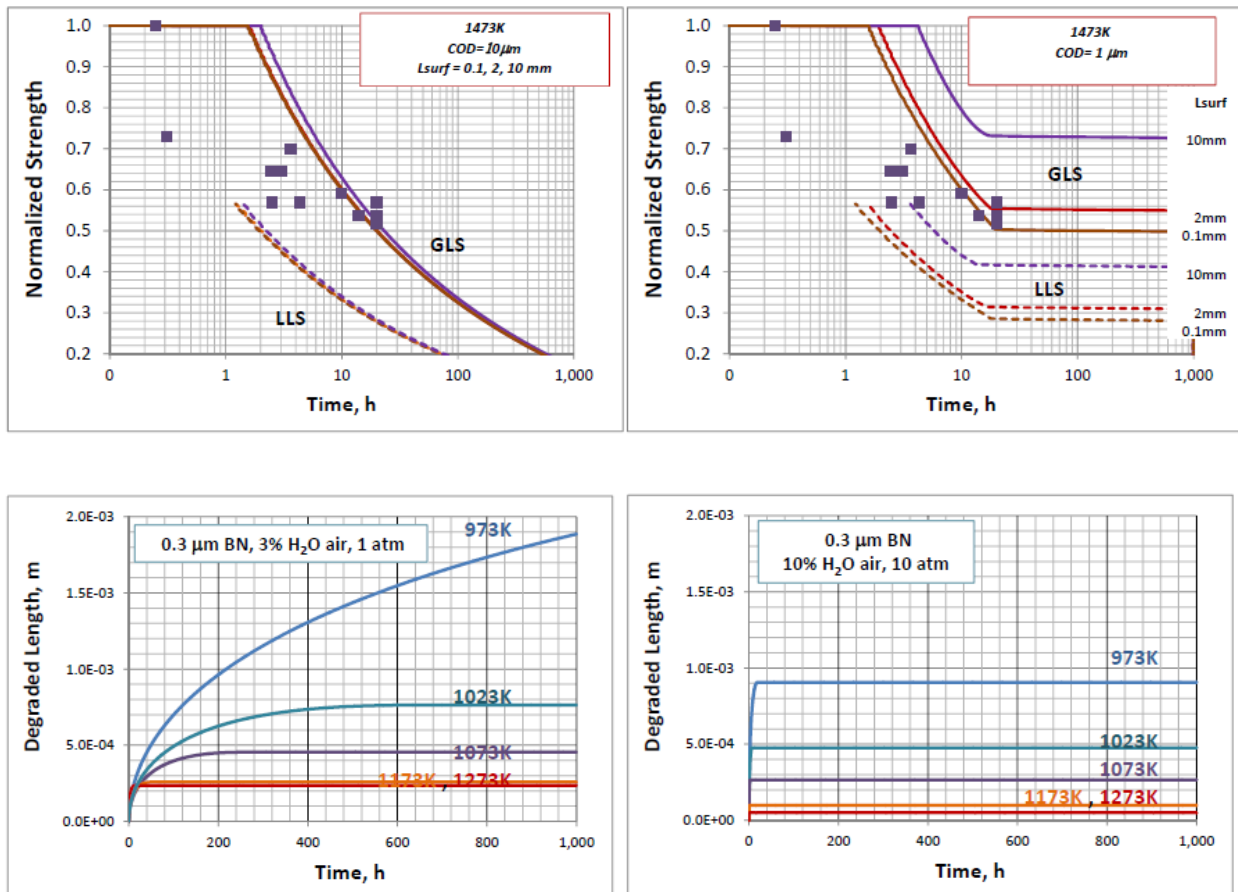 1473K
COD= 10μm
Lsurf = 0.1, 2, 10 mm
1.0
0.9
0.8
0.7
0.6
0.5
0.4
0.3
0.2
Normalized Strength
GLS
LLS
0 1 10 100 1,000
Time, h
1473K
COD= 1 μm
1.0
0.9
0.8
0.7
0.6
0.5
0.4
0.3
0.2
Normalized Strength
Lsurf
10mm
GLS
2mm
0.1mm
10mm
LLS
2mm
0.1mm
0 1 10 100 1,000
Time, h
2.0E-03
1.5E-03
1.0E-03
5.0E-04
0.0E+00
Degraded Length, m
0.3 μm BN, 3% H₂O air, 1 atm
973K
1023K
1073K
1173K , 1273K
0 200 400 600 800 1,000
Time, h
2.0E-03
1.5E-03
1.0E-03
5.0E-04
0.0E+00
Degraded Length, m
0.3 μm BN
10% H₂O air, 10 atm
973K
1023K
1073K
1173K , 1273K
0 200 400 600 800 1,000
Time, h